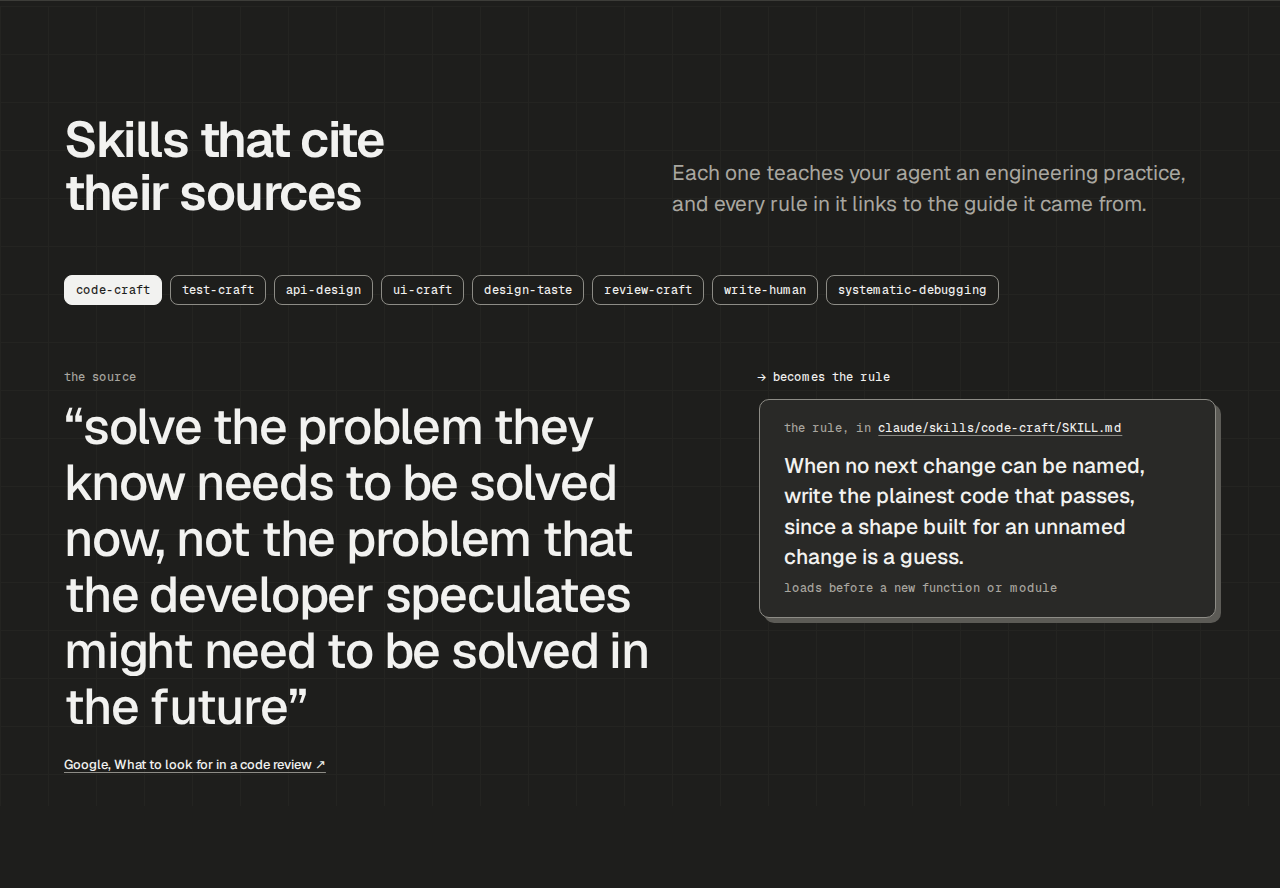 Skills that cite
their sources
Each one teaches your agent an engineering practice,
and every rule in it links to the guide it came from.
code-craft
test-craft
api-design
ui-craft
design-taste
review-craft
write-human
systematic-debugging
the source
“solve the problem they
know needs to be solved
now, not the problem that
the developer speculates
might need to be solved in
the future”
Google, What to look for in a code review ↗
→ becomes the rule
the rule, in claude/skills/code-craft/SKILL.md
When no next change can be named,
write the plainest code that passes,
since a shape built for an unnamed
change is a guess.
loads before a new function or module